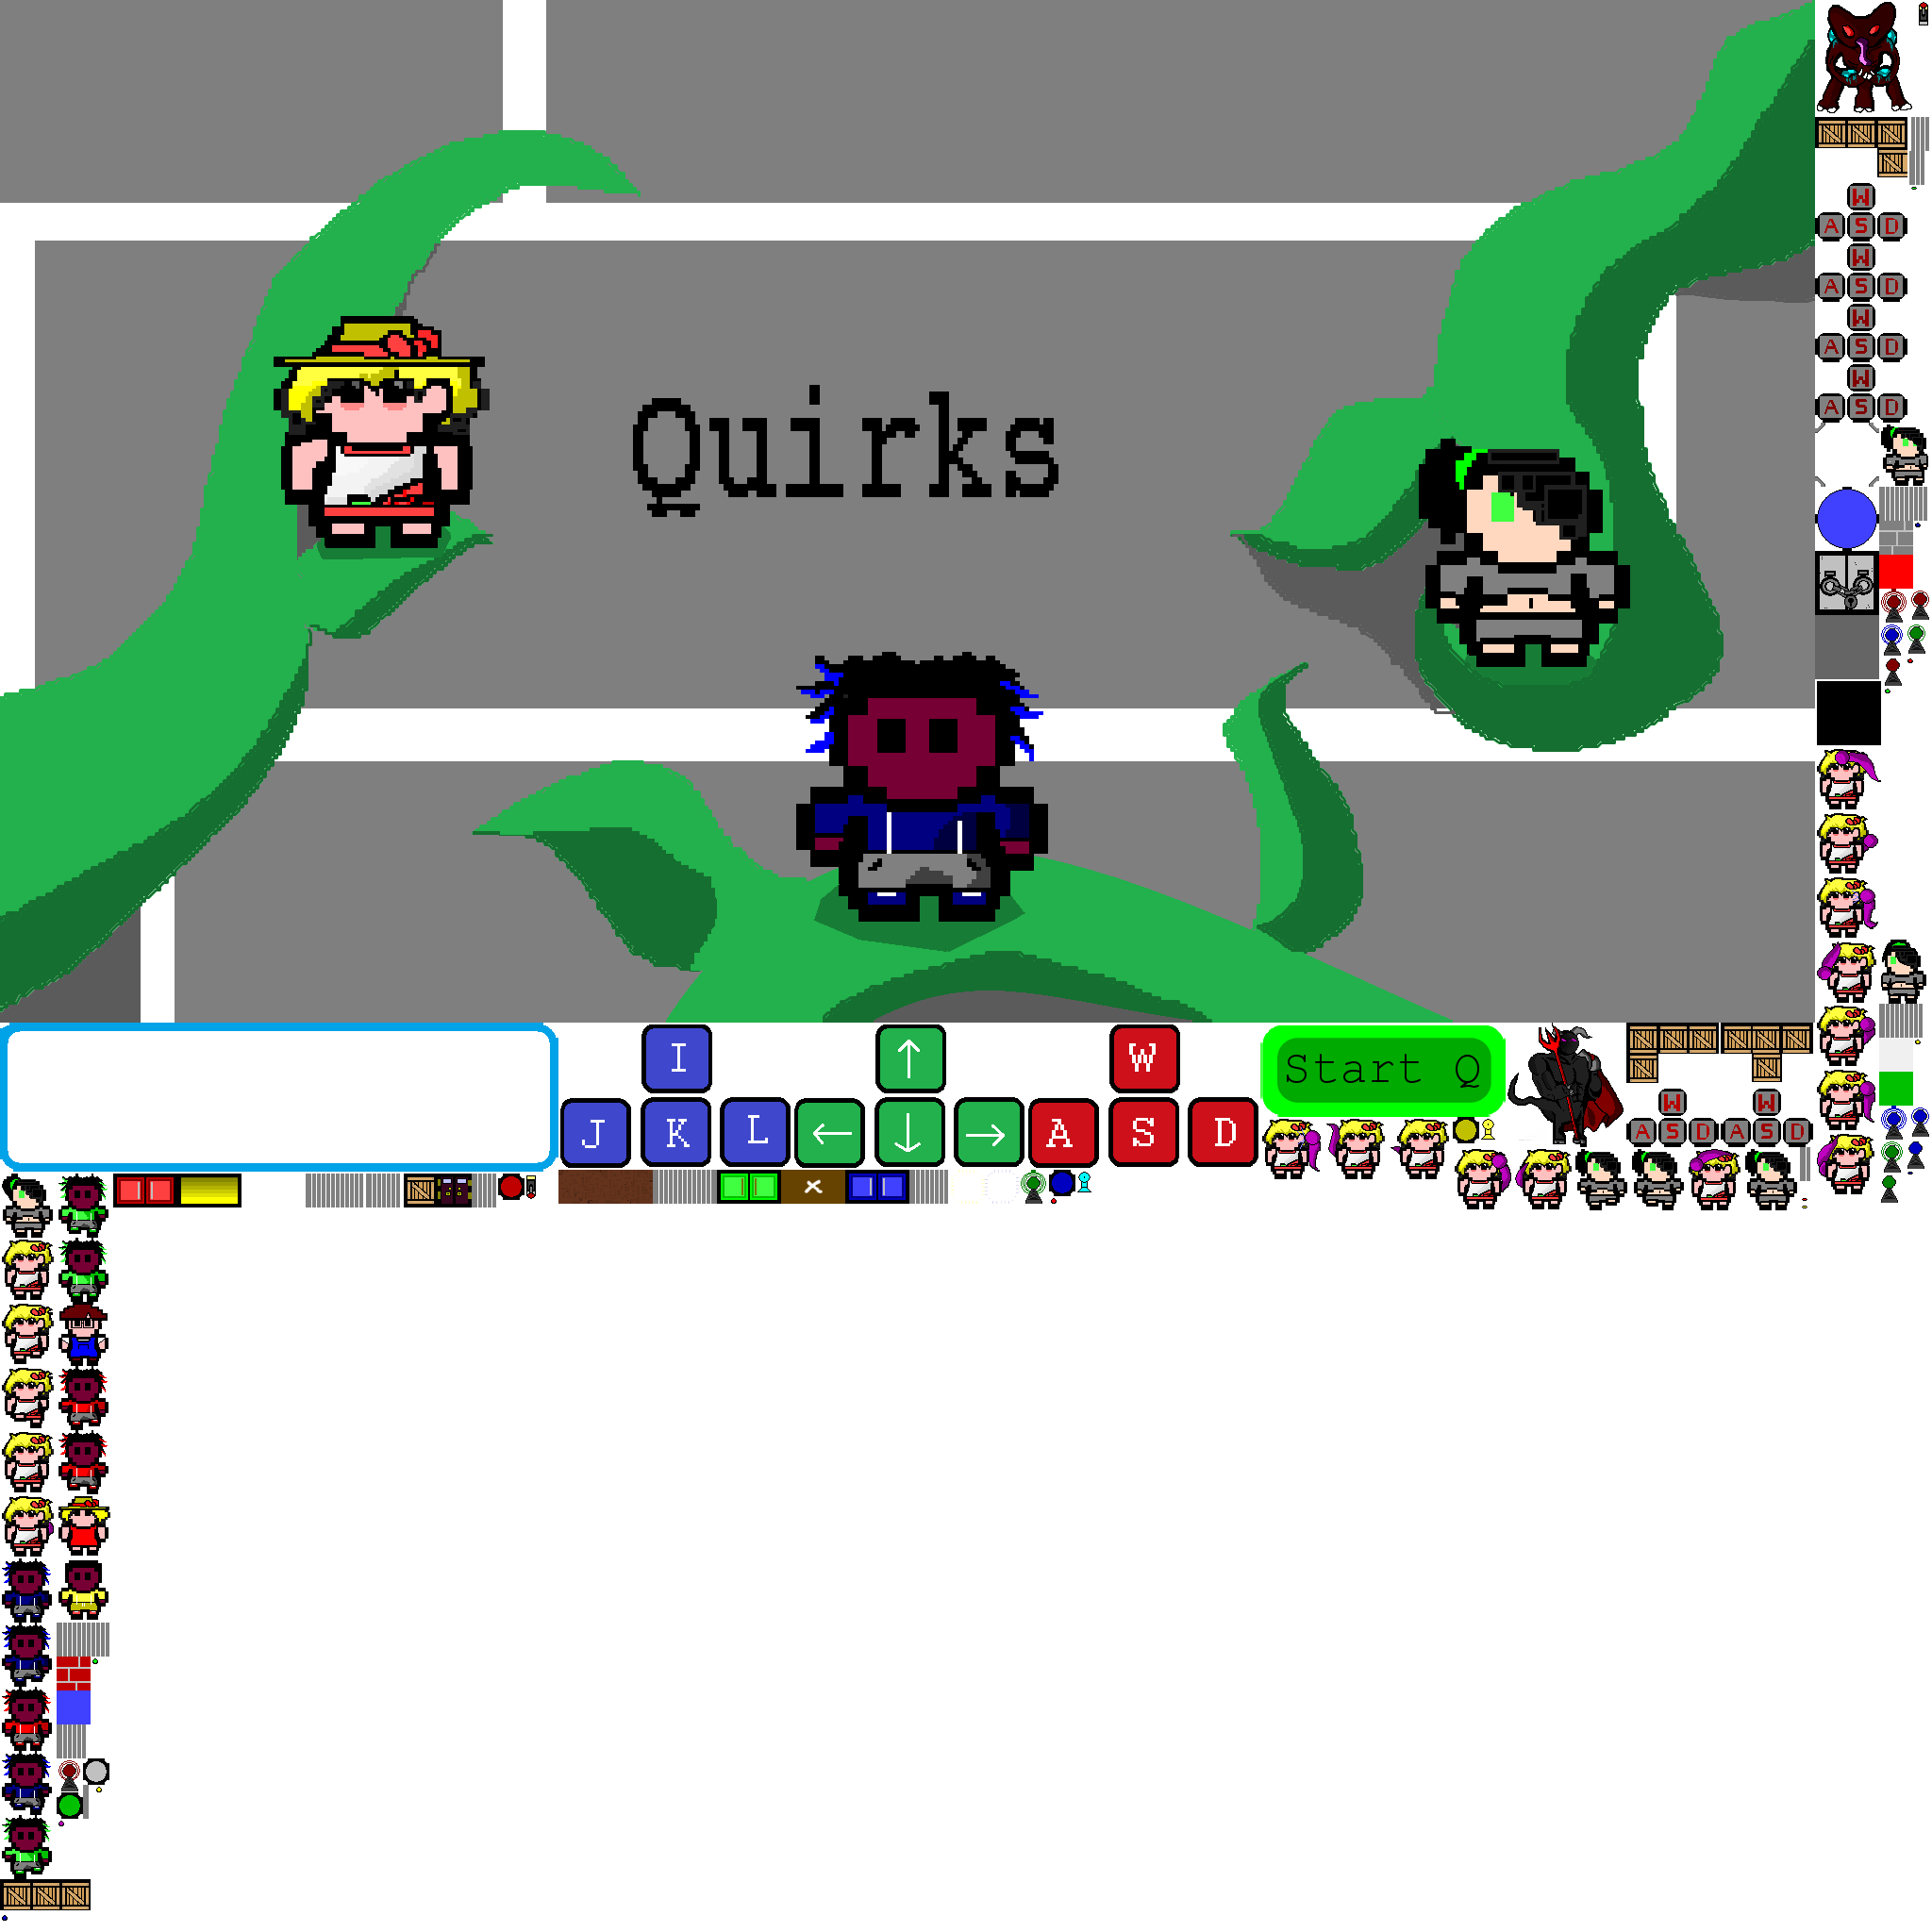 Quirks
W
A S D
W
A S D
W
A S D
W
A S D
I
↑
W
Start Q
J K L ← ↓ → A S D
W W
A S D A S D